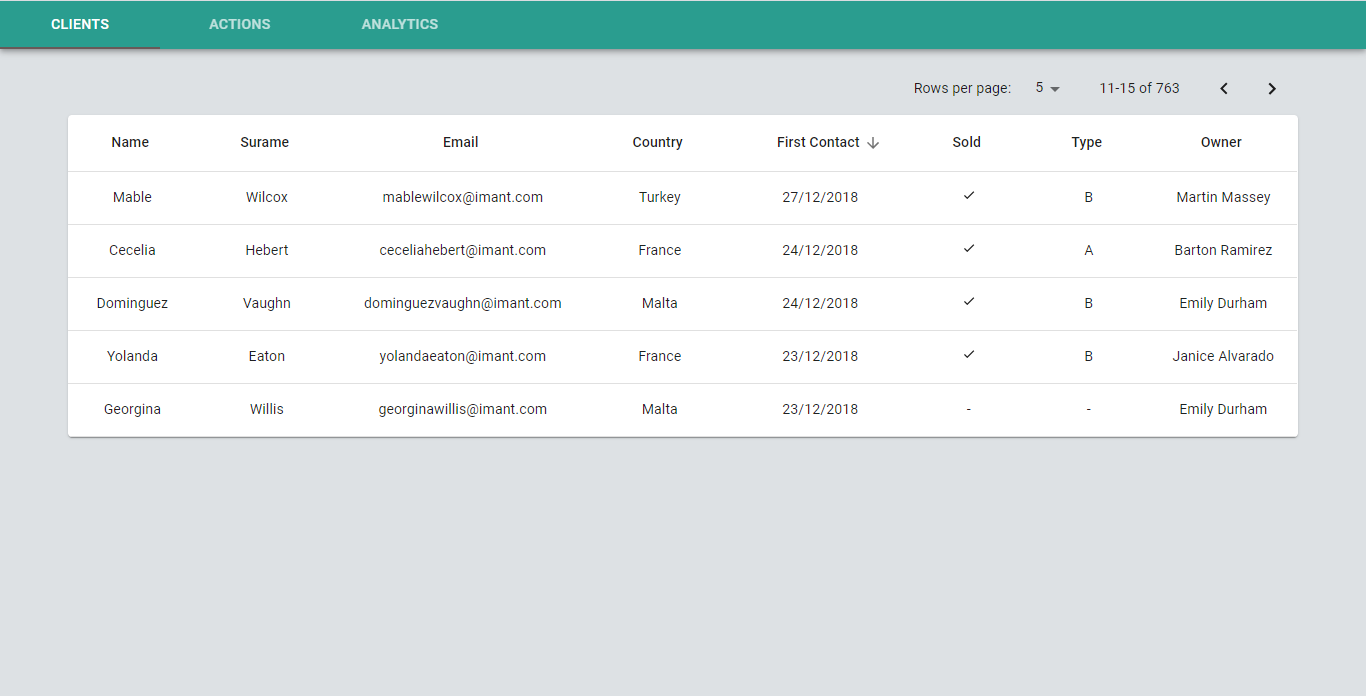 CLIENTS ACTIONS ANALYTICS
Rows per page: 5 11-15 of 763
Name Surame Email Country First Contact Sold Type Owner
Mable Wilcox mablewilcox@imant.com Turkey 27/12/2018 ✓ B Martin Massey
Cecelia Hebert ceceliahebert@imant.com France 24/12/2018 ✓ A Barton Ramirez
Dominguez Vaughn dominguezvaughn@imant.com Malta 24/12/2018 ✓ B Emily Durham
Yolanda Eaton yolandaeaton@imant.com France 23/12/2018 ✓ B Janice Alvarado
Georgina Willis georginawillis@imant.com Malta 23/12/2018 - - Emily Durham